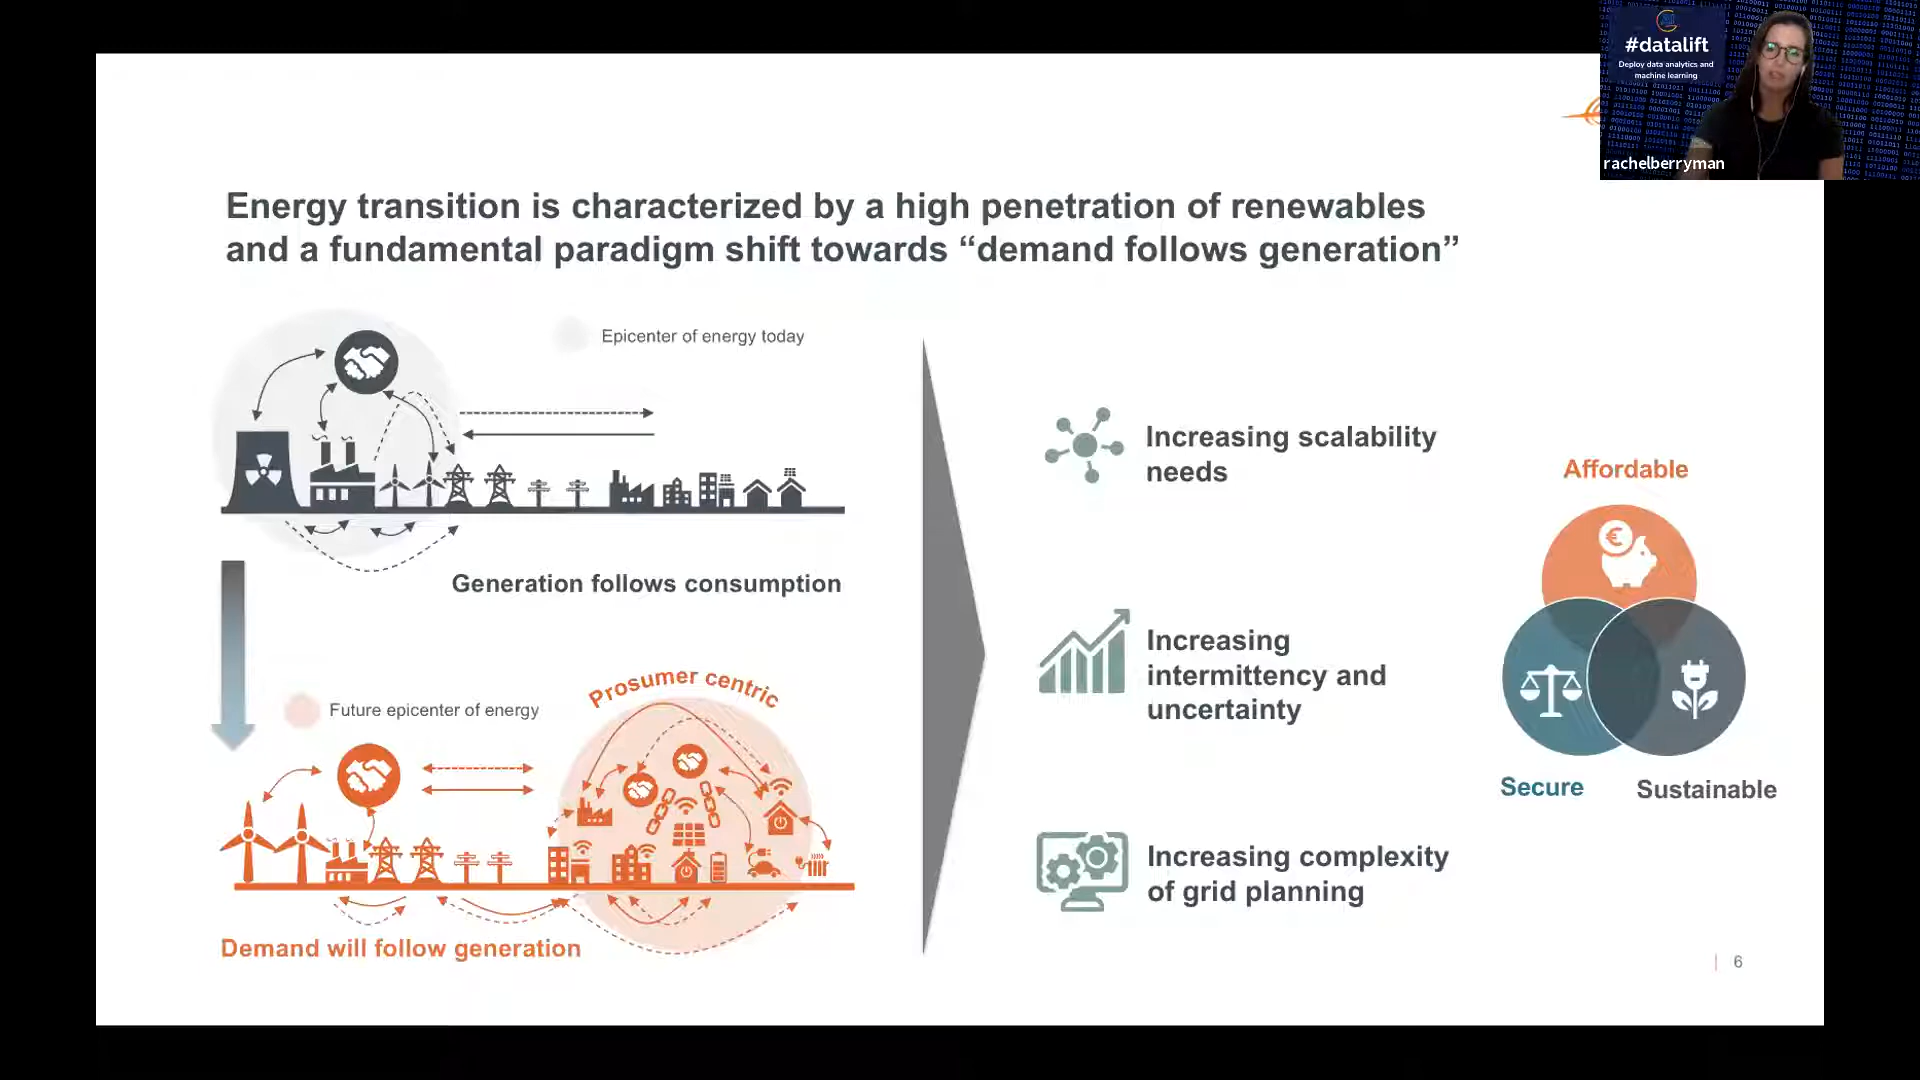 #datalift
Deploy data analytics and
machine learning
rachelberryman
Energy transition is characterized by a high penetration of renewables
and a fundamental paradigm shift towards “demand follows generation”
Epicenter of energy today
Generation follows consumption
Prosumer centric
Future epicenter of energy
Demand will follow generation
Increasing scalability
needs
Increasing
intermittency and
uncertainty
Increasing complexity
of grid planning
Affordable
€
Secure
Sustainable
6